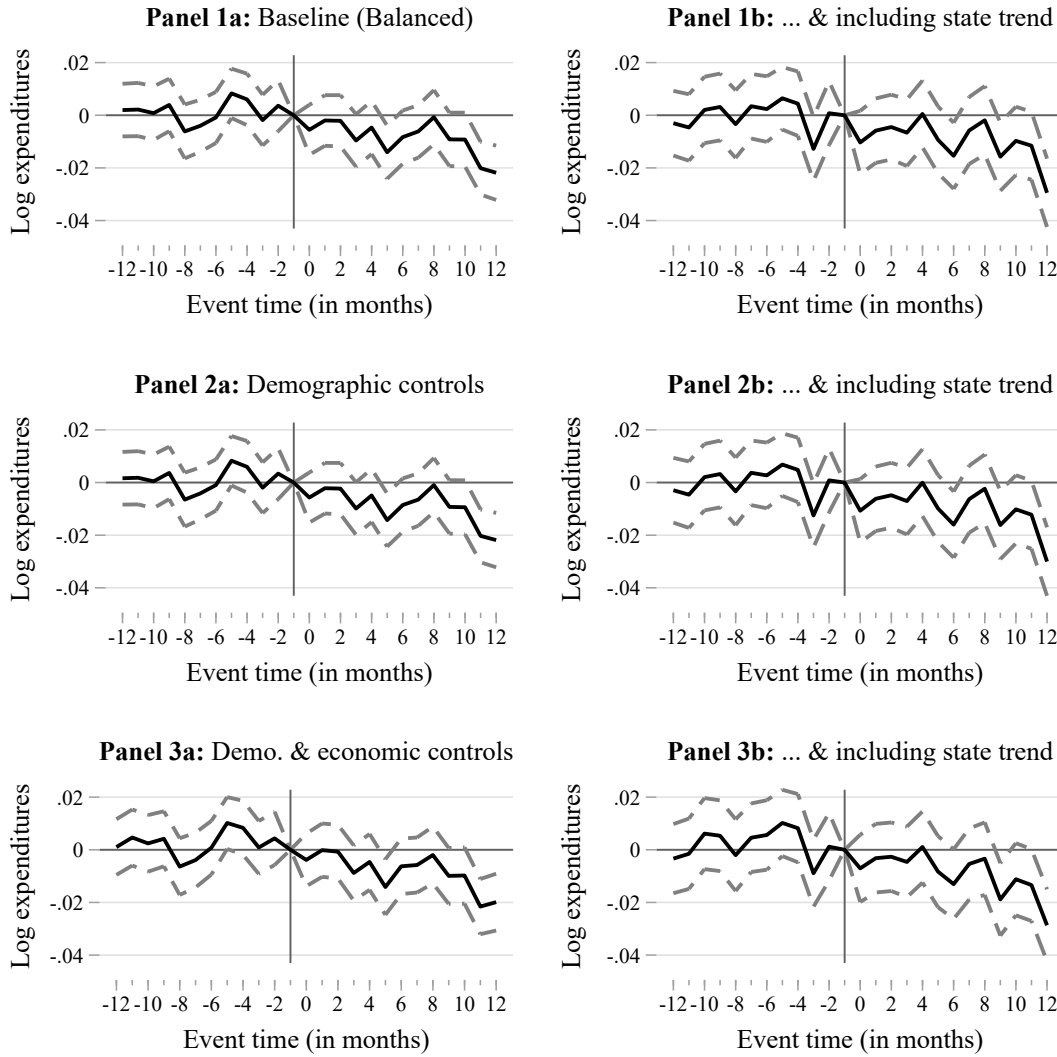 Panel 1a: Baseline (Balanced)
Log expenditures
.02
0
-.02
-.04
-12 -10 -8 -6 -4 -2 0 2 4 6 8 10 12
Event time (in months)
Panel 1b: ... & including state trend
Log expenditures
.02
0
-.02
-.04
-12 -10 -8 -6 -4 -2 0 2 4 6 8 10 12
Event time (in months)
Panel 2a: Demographic controls
Log expenditures
.02
0
-.02
-.04
-12 -10 -8 -6 -4 -2 0 2 4 6 8 10 12
Event time (in months)
Panel 2b: ... & including state trend
Log expenditures
.02
0
-.02
-.04
-12 -10 -8 -6 -4 -2 0 2 4 6 8 10 12
Event time (in months)
Panel 3a: Demo. & economic controls
Log expenditures
.02
0
-.02
-.04
-12 -10 -8 -6 -4 -2 0 2 4 6 8 10 12
Event time (in months)
Panel 3b: ... & including state trend
Log expenditures
.02
0
-.02
-.04
-12 -10 -8 -6 -4 -2 0 2 4 6 8 10 12
Event time (in months)